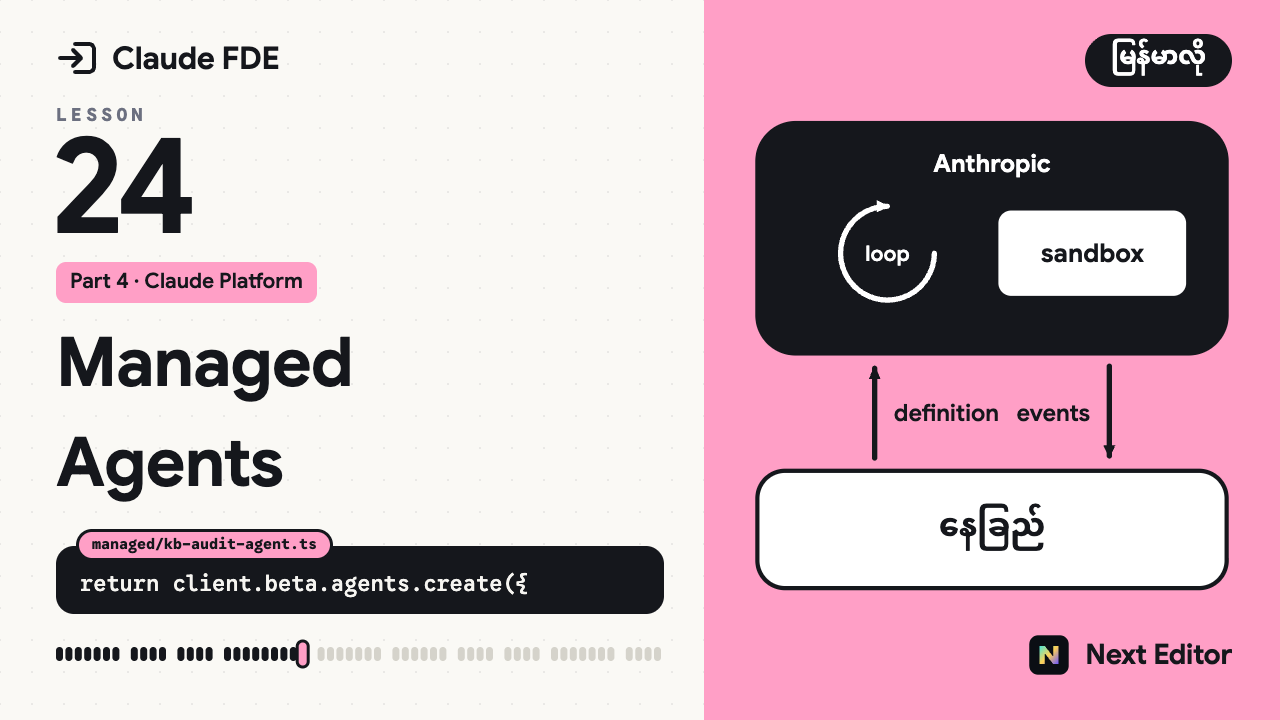 Claude FDE
LESSON
24
Part 4 · Claude Platform
Managed
Agents
managed/kb-audit-agent.ts
return client.beta.agents.create({
မြန်မာလို
Anthropic
loop
sandbox
definition events
နေခြည်
Next Editor